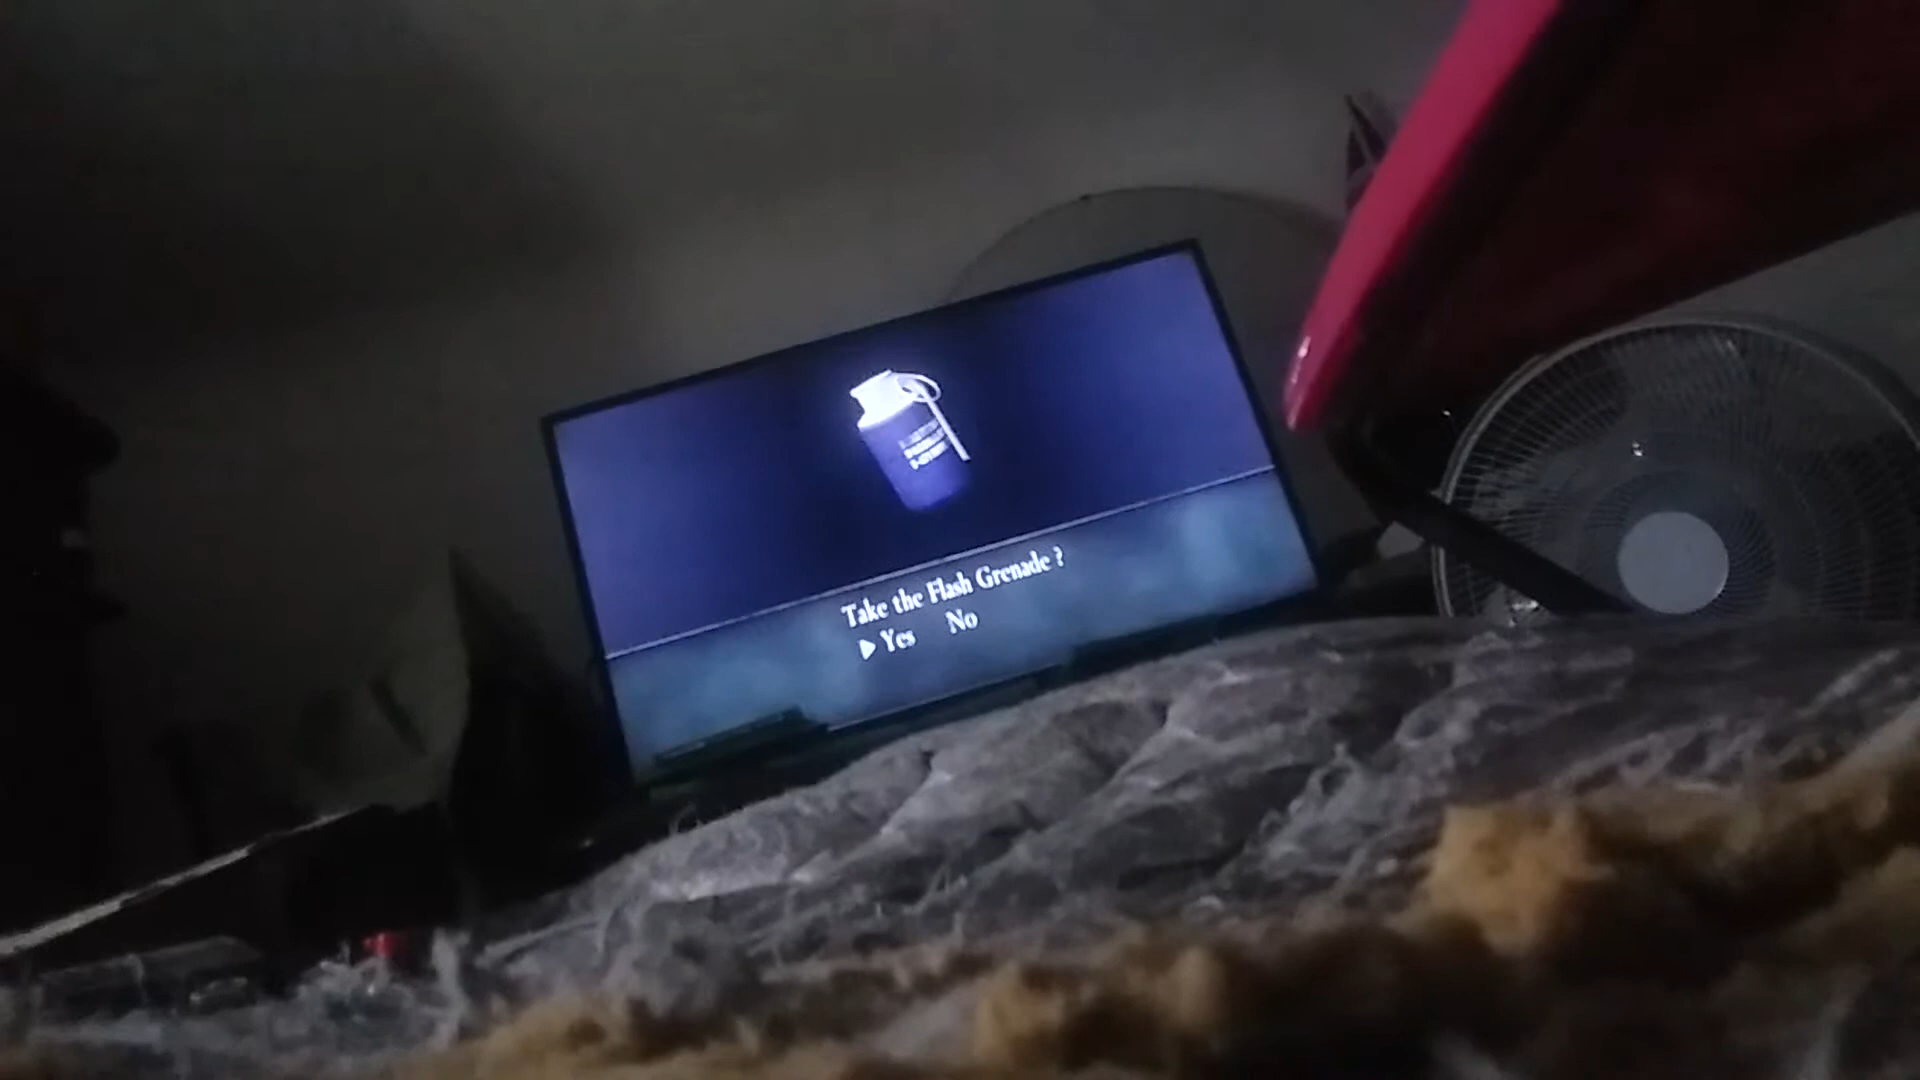 Take the Flash Grenade ?
▶ Yes No